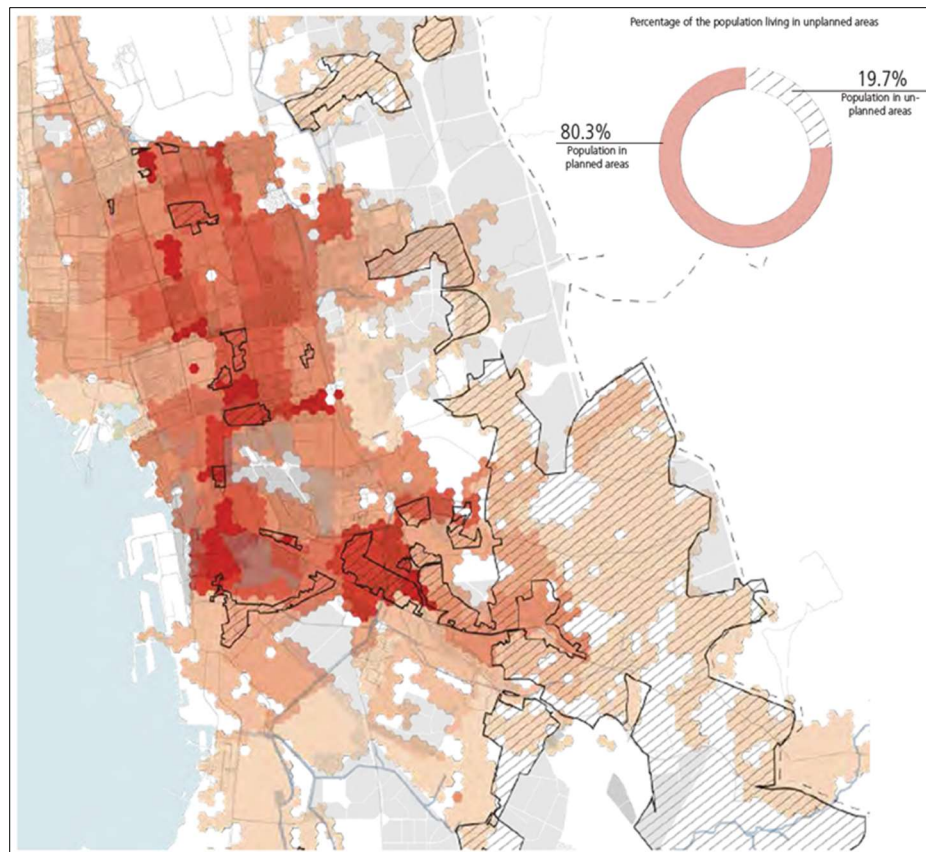 Percentage of the population living in unplanned areas
19.7%
Population in un-
planned areas
80.3%
Population in
planned areas